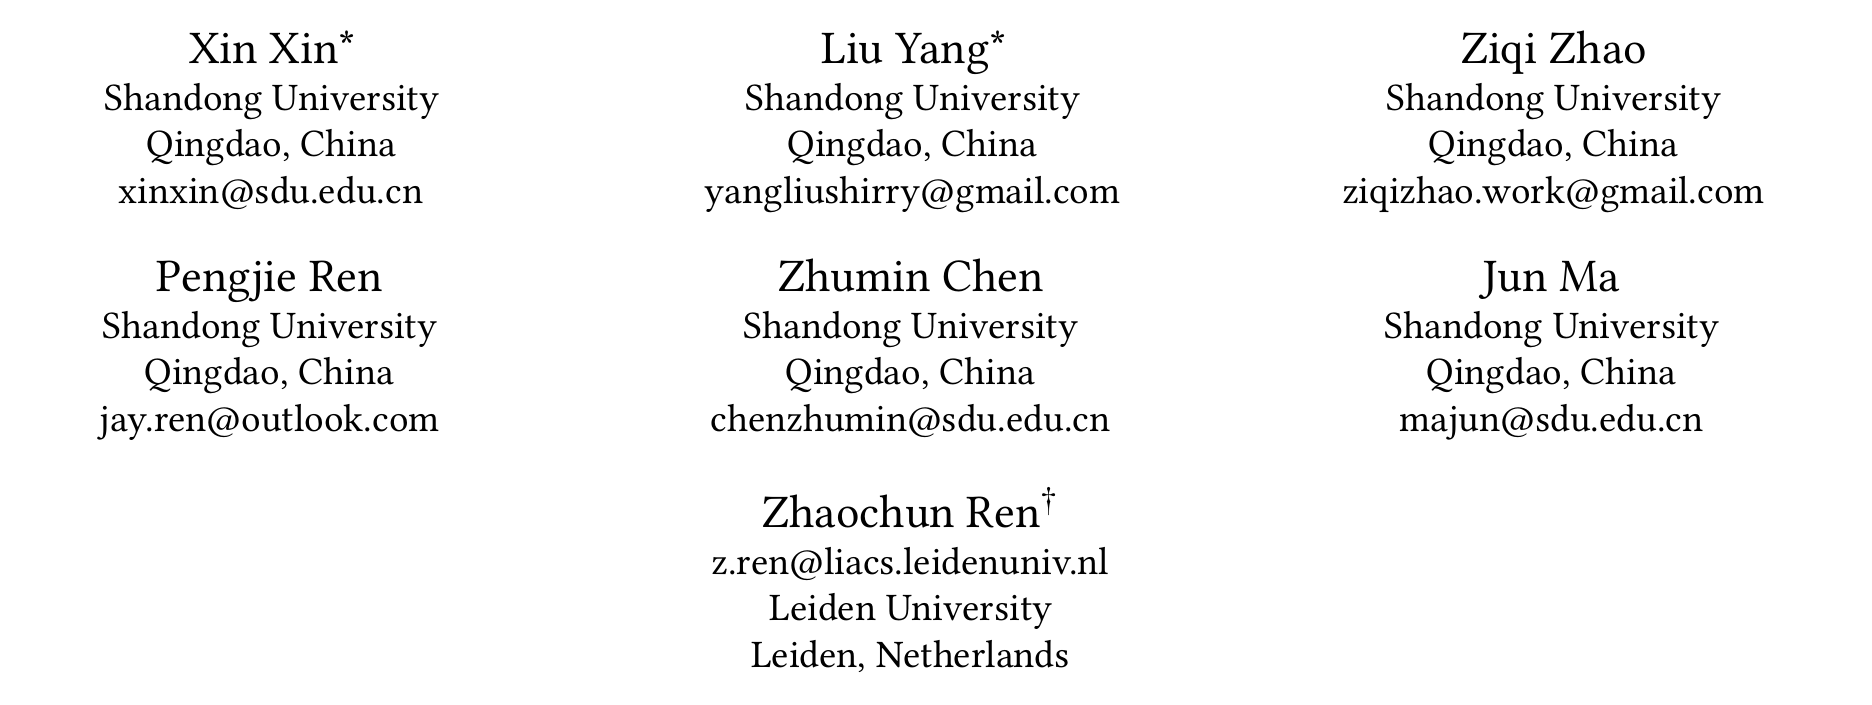 Xin Xin*
Shandong University
Qingdao, China
xinxin@sdu.edu.cn
Liu Yang*
Shandong University
Qingdao, China
yangliushirry@gmail.com
Ziqi Zhao
Shandong University
Qingdao, China
ziqizhao.work@gmail.com
Pengjie Ren
Shandong University
Qingdao, China
jay.ren@outlook.com
Zhumin Chen
Shandong University
Qingdao, China
chenzhumin@sdu.edu.cn
Jun Ma
Shandong University
Qingdao, China
majun@sdu.edu.cn
Zhaochun Ren†
z.ren@liacs.leidenuniv.nl
Leiden University
Leiden, Netherlands